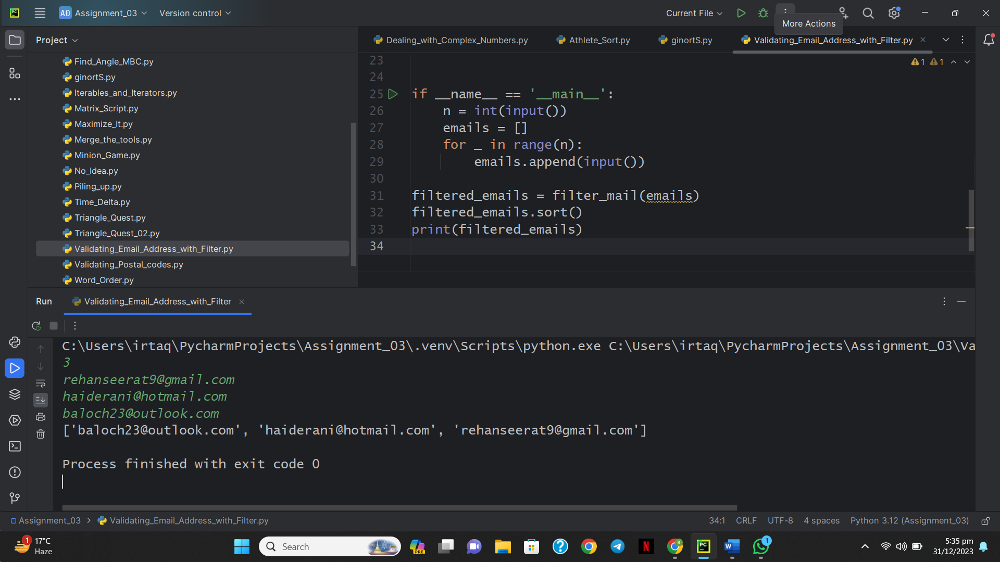 PC
A0 Assignment_03
Version control
Current File
More Actions
Project
Find_Angle_MBC.py
ginortS.py
Iterables_and_Iterators.py
Matrix_Script.py
Maximize_It.py
Merge_the_tools.py
Minion_Game.py
No_Idea.py
Piling_up.py
Time_Delta.py
Triangle_Quest.py
Triangle_Quest_02.py
Validating_Email_Address_with_Filter.py
Validating_Postal_codes.py
Word_Order.py
Dealing_with_Complex_Numbers.py
Athlete_Sort.py
ginortS.py
Validating_Email_Address_with_Filter.py
1 1
23
24
25 if __name__ == '__main__':
26 n = int(input())
27 emails = []
28 for _ in range(n):
29 emails.append(input())
30
31 filtered_emails = filter_mail(emails)
32 filtered_emails.sort()
33 print(filtered_emails)
34
Run
Validating_Email_Address_with_Filter
C:\Users\irtaq\PycharmProjects\Assignment_03\.venv\Scripts\python.exe C:\Users\irtaq\PycharmProjects\Assignment_03\Va
3
rehanseerat9@gmail.com
haiderani@hotmail.com
baloch23@outlook.com
['baloch23@outlook.com', 'haiderani@hotmail.com', 'rehanseerat9@gmail.com']
Process finished with exit code 0
Assignment_03 > Validating_Email_Address_with_Filter.py
34:1 CRLF UTF-8 4 spaces Python 3.12 (Assignment_03)
1
17°C
Haze
Search
PRE
N
B
PC
W
1
5:35 pm
31/12/2023